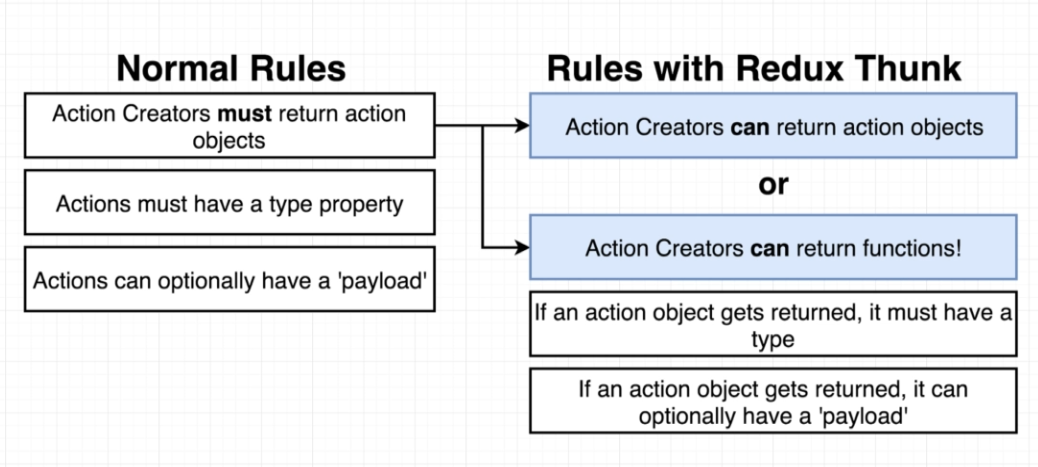 Normal Rules
Action Creators must return action
objects
Actions must have a type property
Actions can optionally have a 'payload'
Rules with Redux Thunk
Action Creators can return action objects
or
Action Creators can return functions!
If an action object gets returned, it must have a
type
If an action object gets returned, it can
optionally have a 'payload'